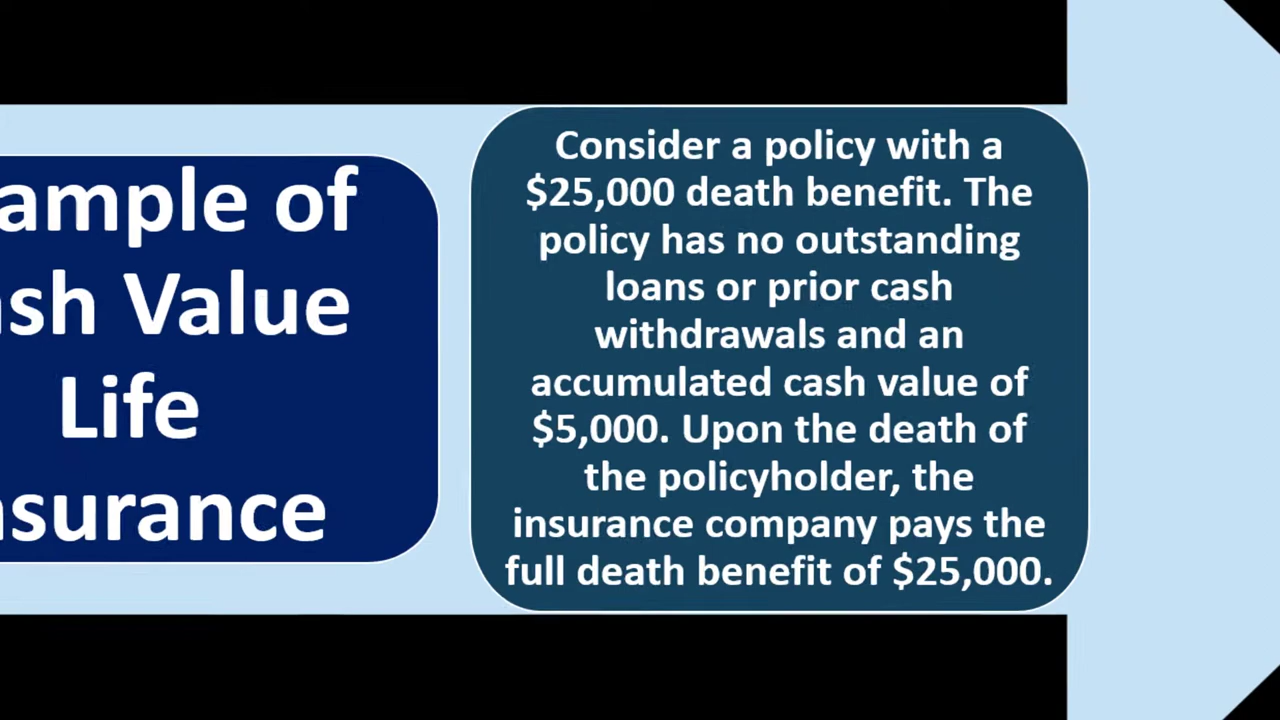 ample of
sh Value
Life
surance
Consider a policy with a
$25,000 death benefit. The
policy has no outstanding
loans or prior cash
withdrawals and an
accumulated cash value of
$5,000. Upon the death of
the policyholder, the
insurance company pays the
full death benefit of $25,000.